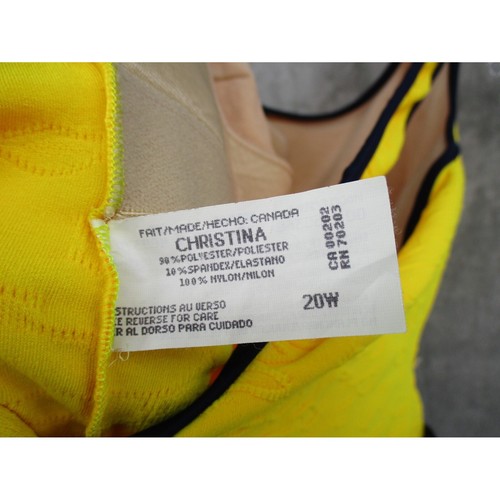 FAIT/MADE/HECHO: CANADA
CHRISTINA
90%POLYESTER/POLIESTER
10%SPANDEX/ELASTANO
100% NYLON/NILON
CA 00202
RN 70203
STRUCTIONS AU VERSO
E REVERSE FOR CARE
R AL DORSO PARA CUIDADO
20W